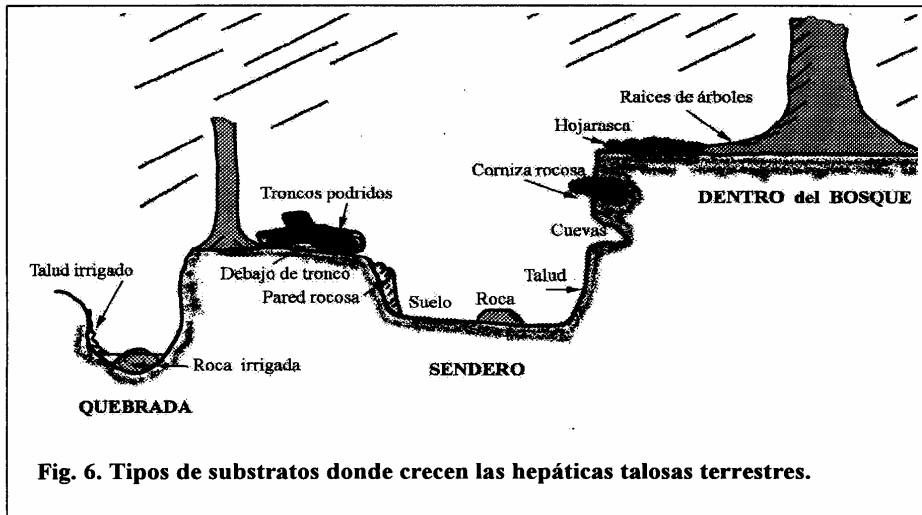 Raices de árboles
Hojarasca
Corniza rocosa
DENTRO del BOSQUE
Troncos podridos
Cuevas
Talud irrigado
Debajo de tronco
Pared rocosa
Talud
Suelo
Roca
Roca irrigada
SENDERO
QUEBRADA
Fig. 6. Tipos de substratos donde crecen las hepáticas talosas terrestres.